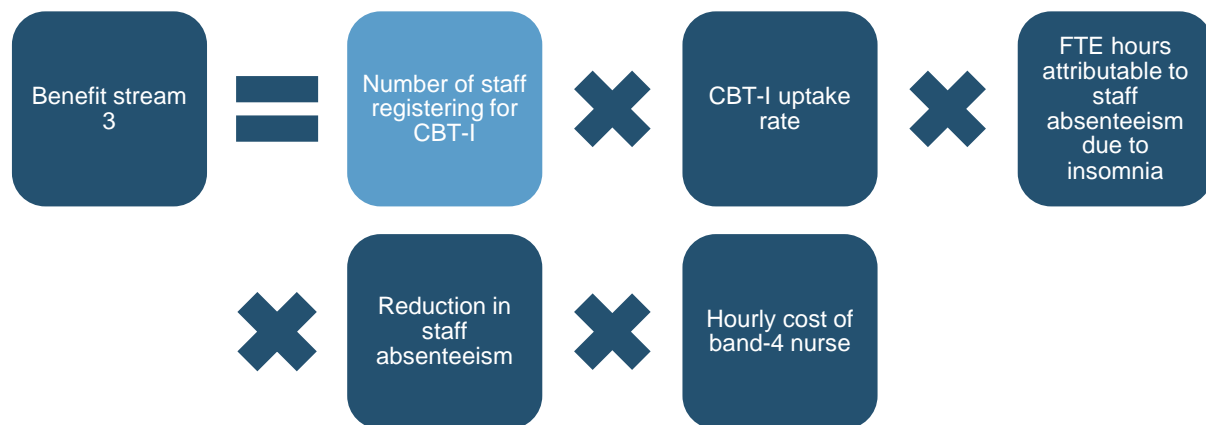 Benefit stream
3
Number of staff
registering for
CBT-I
CBT-I uptake
rate
FTE hours
attributable to
staff
absenteeism
due to
insomnia
Reduction in
staff
absenteeism
Hourly cost of
band-4 nurse